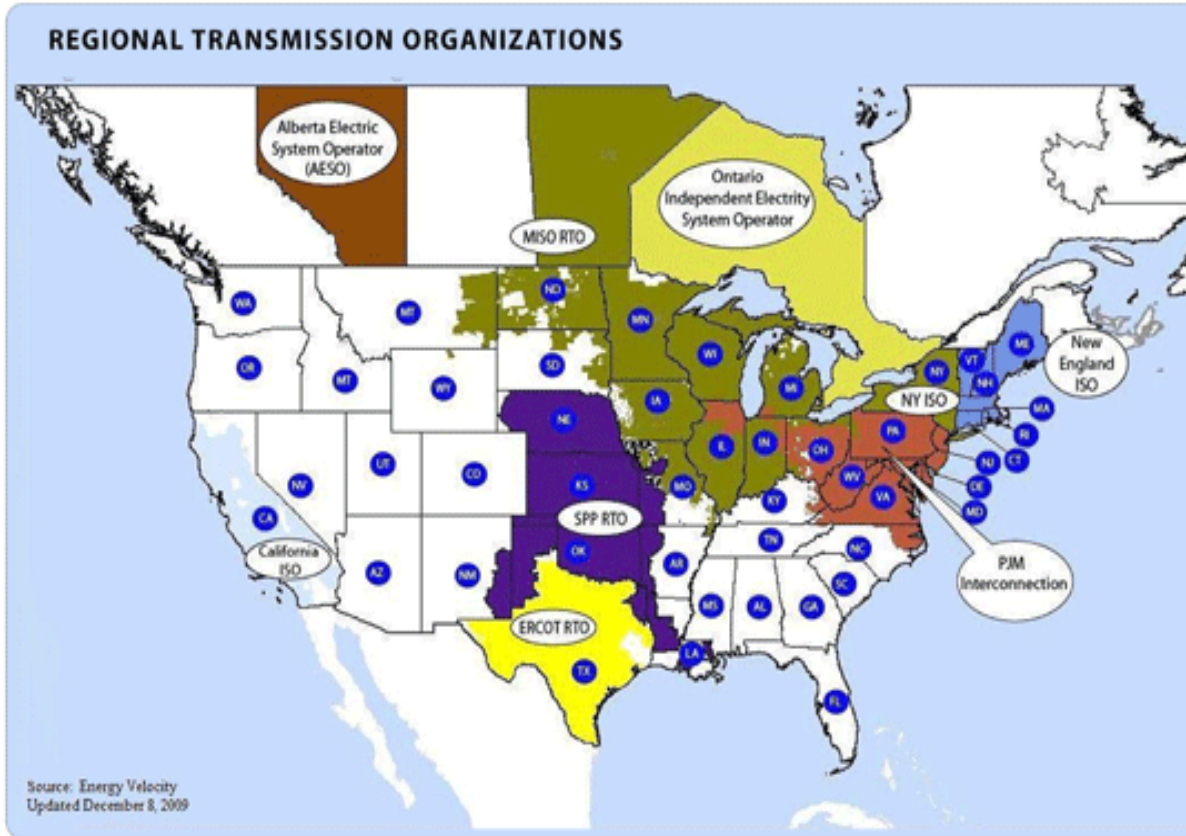 REGIONAL TRANSMISSION ORGANIZATIONS
Alberta Electric
System Operator
(AESO)
Ontario
Independent Electrity
System Operator
MISO RTO
WA
MT
ND
MN
OR
MT
WY
SD
WI
MI
NY
VT
ME
NH
New
England
ISO
NY ISO
IA
NE
MA
RI
CT
NJ
DE
MD
PA
OH
IN
IL
WV
VA
NV
UT
CO
KS
MO
KY
CA
California
ISO
SPP RTO
OK
TN
NC
AZ
NM
AR
SC
PJM
Interconnection
MS
AL
GA
ERCOT RTO
TX
LA
FL
Source: Energy Velocity
Updated December 8, 2009